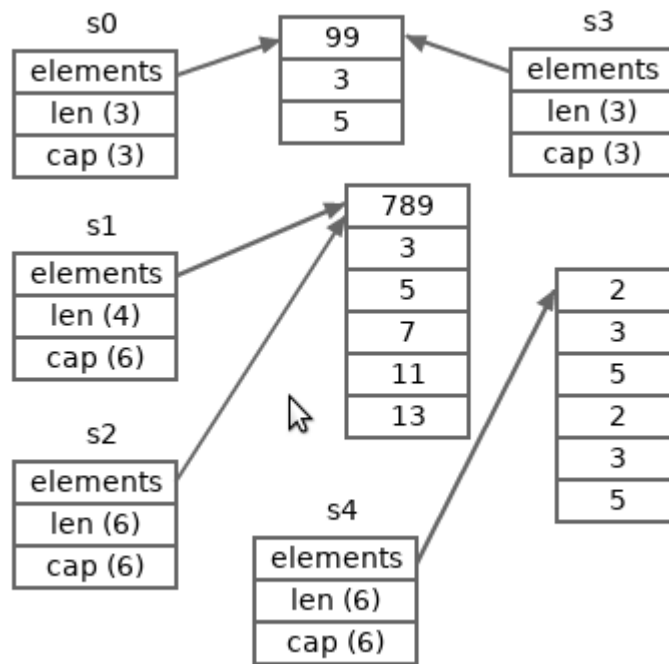 s0
elements
len (3)
cap (3)
99
3
5
s3
elements
len (3)
cap (3)
s1
elements
len (4)
cap (6)
789
3
5
7
11
13
s2
elements
len (6)
cap (6)
s4
elements
len (6)
cap (6)
2
3
5
2
3
5